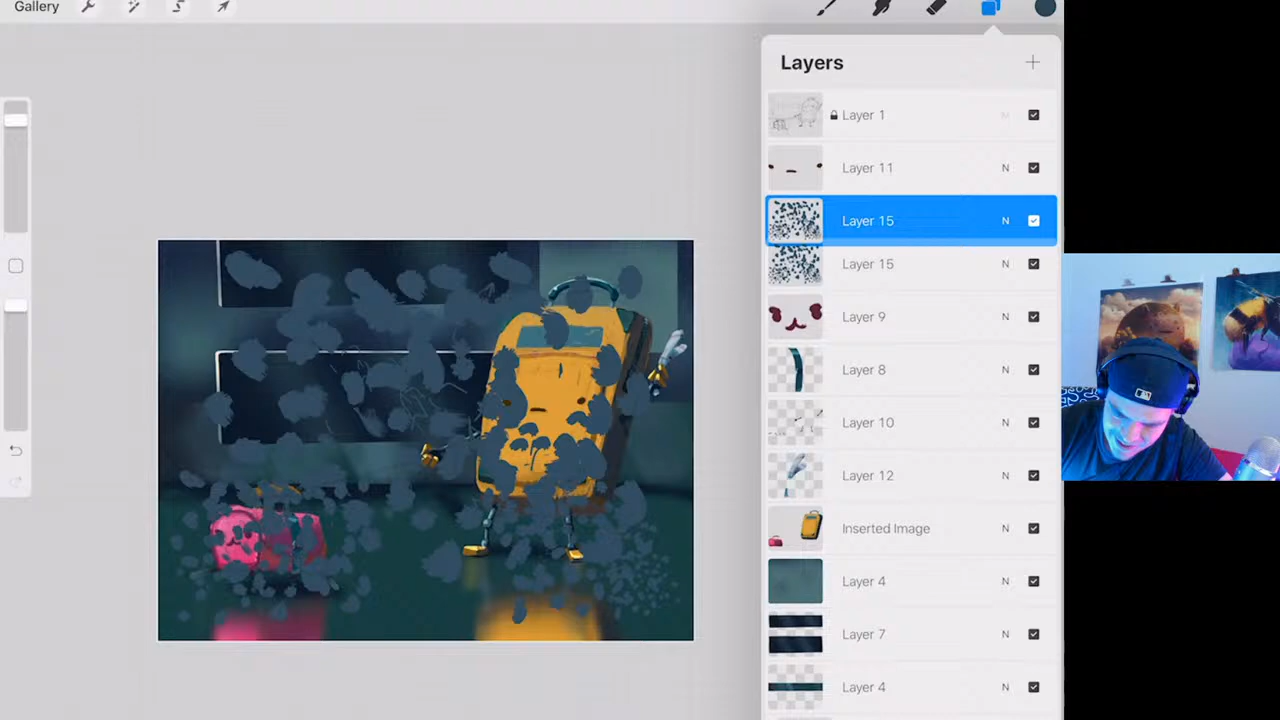 Gallery
Layers
Layer 1 M
Layer 11 N
Layer 15 N
Layer 15 N
Layer 9 N
Layer 8 N
Layer 10 N
Layer 12 N
Inserted Image N
Layer 4 N
Layer 7 N
Layer 4 N